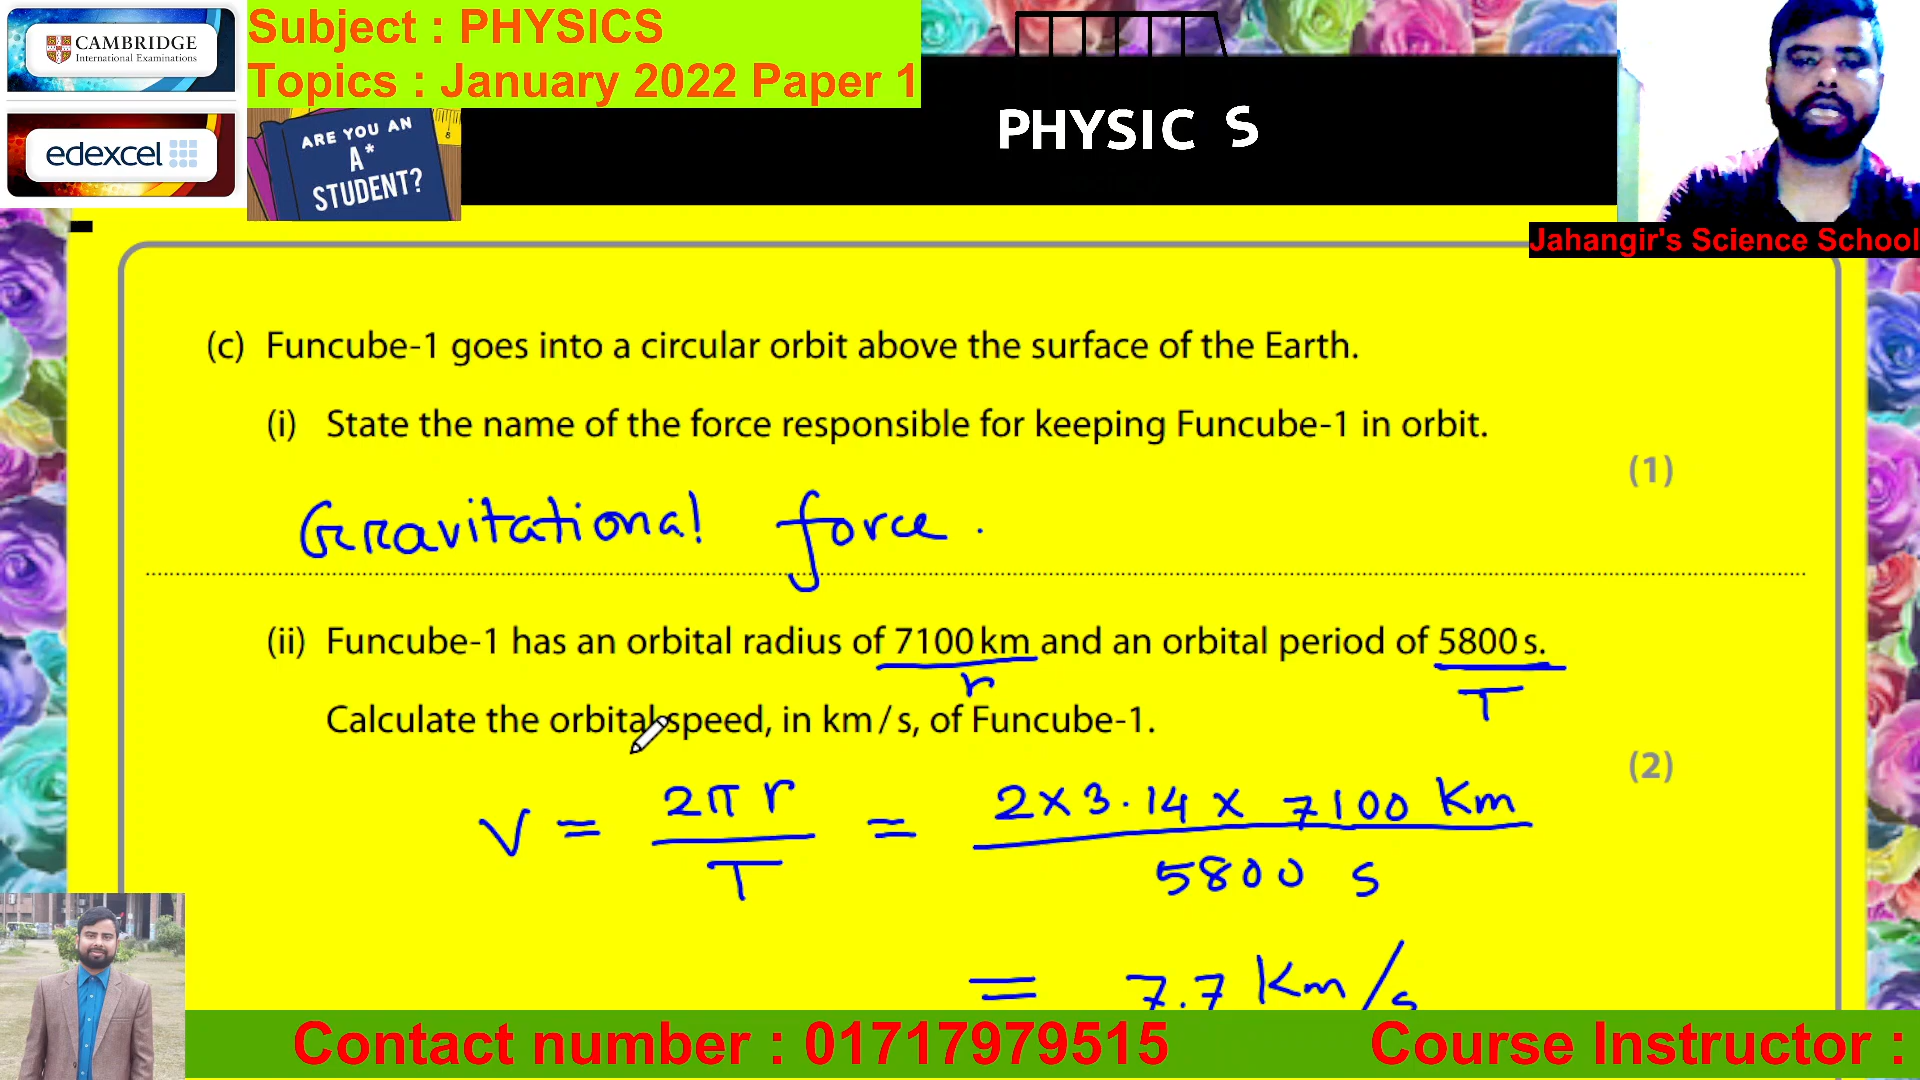 CAMBRIDGE
International Examinations
Subject : PHYSICS
Topics : January 2022 Paper 1
edexcel
ARE YOU AN
A*
STUDENT?
8
PHYSIC S
Jahangir's Science School
(c) Funcube-1 goes into a circular orbit above the surface of the Earth.
(i) State the name of the force responsible for keeping Funcube-1 in orbit.
(1)
Gravitational force.
(ii) Funcube-1 has an orbital radius of 7100 km and an orbital period of 5800 s.
r
T
Calculate the orbital speed, in km/s, of Funcube-1.
(2)
V = 2πr / T = 2 × 3.14 × 7100 Km / 5800 s
= 7.7 Km/s
Contact number : 01717979515 Course Instructor :